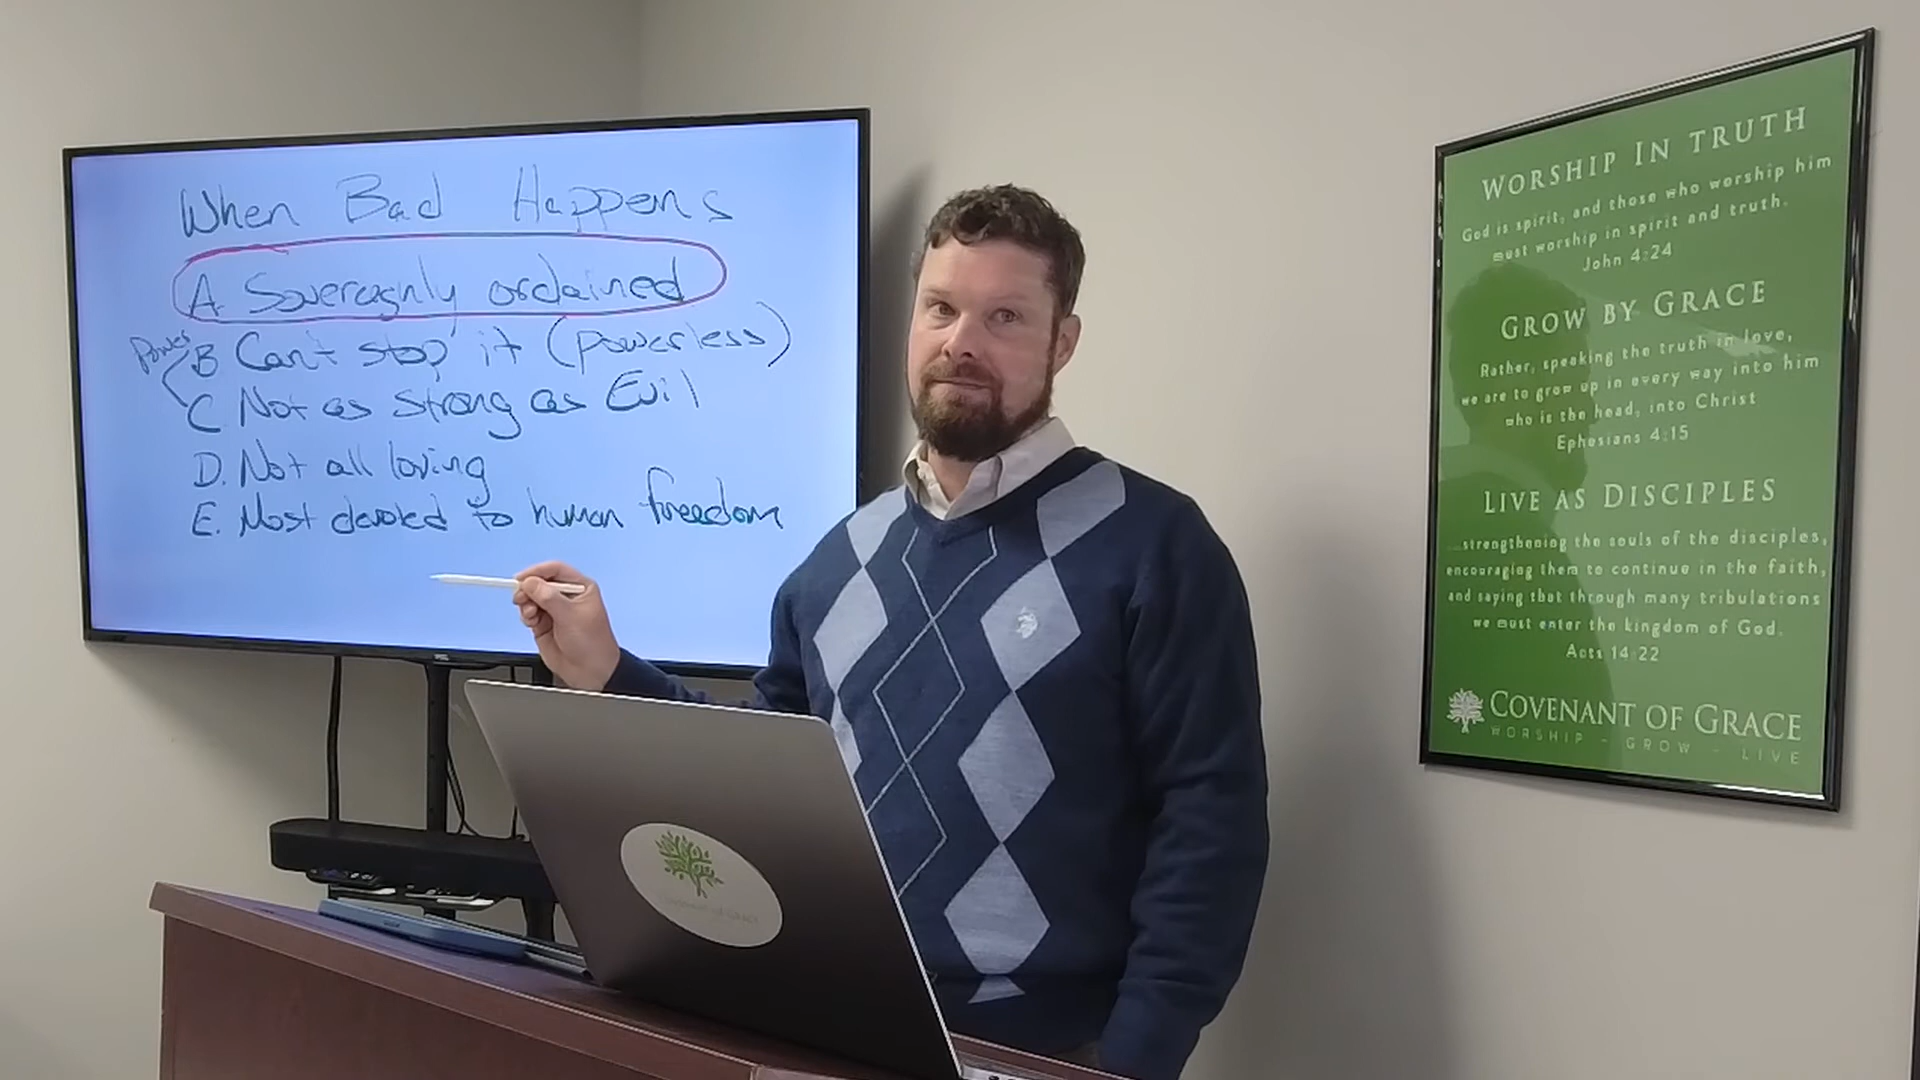 When Bad Happens
A. Sovereignly ordained
Power
B Can't stop it (powerless)
C Not as strong as Evil
D. Not all loving
E. Most devoted to human freedom
WORSHIP IN TRUTH
God is spirit, and those who worship him
must worship in spirit and truth.
John 4:24
GROW BY GRACE
Rather, speaking the truth in love,
we are to grow up in every way into him
who is the head, into Christ
Ephesians 4:15
LIVE AS DISCIPLES
...strengthening the souls of the disciples,
encouraging them to continue in the faith,
and saying that through many tribulations
we must enter the kingdom of God.
Acts 14:22
COVENANT OF GRACE
WORSHIP - GROW - LIVE